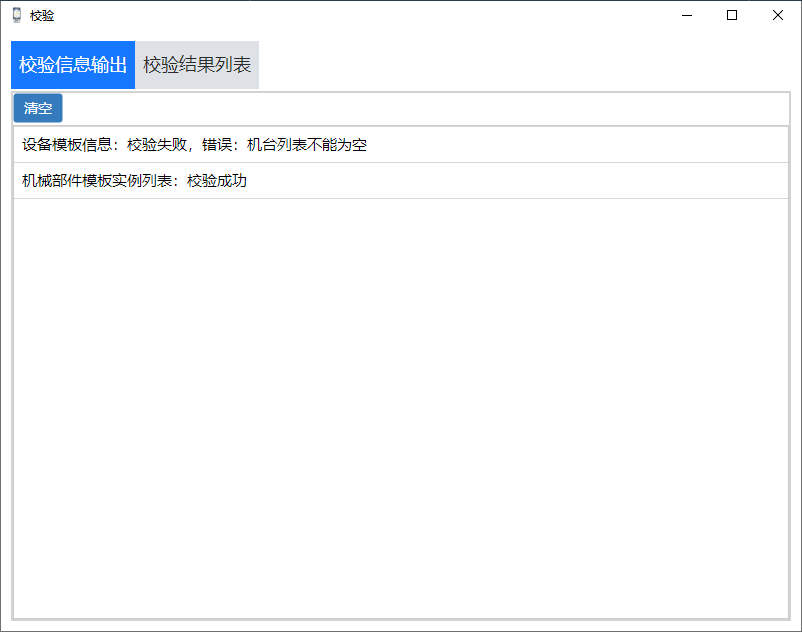 校验
校验信息输出 校验结果列表
清空
设备模板信息：校验失败，错误：机台列表不能为空
机械部件模板实例列表：校验成功